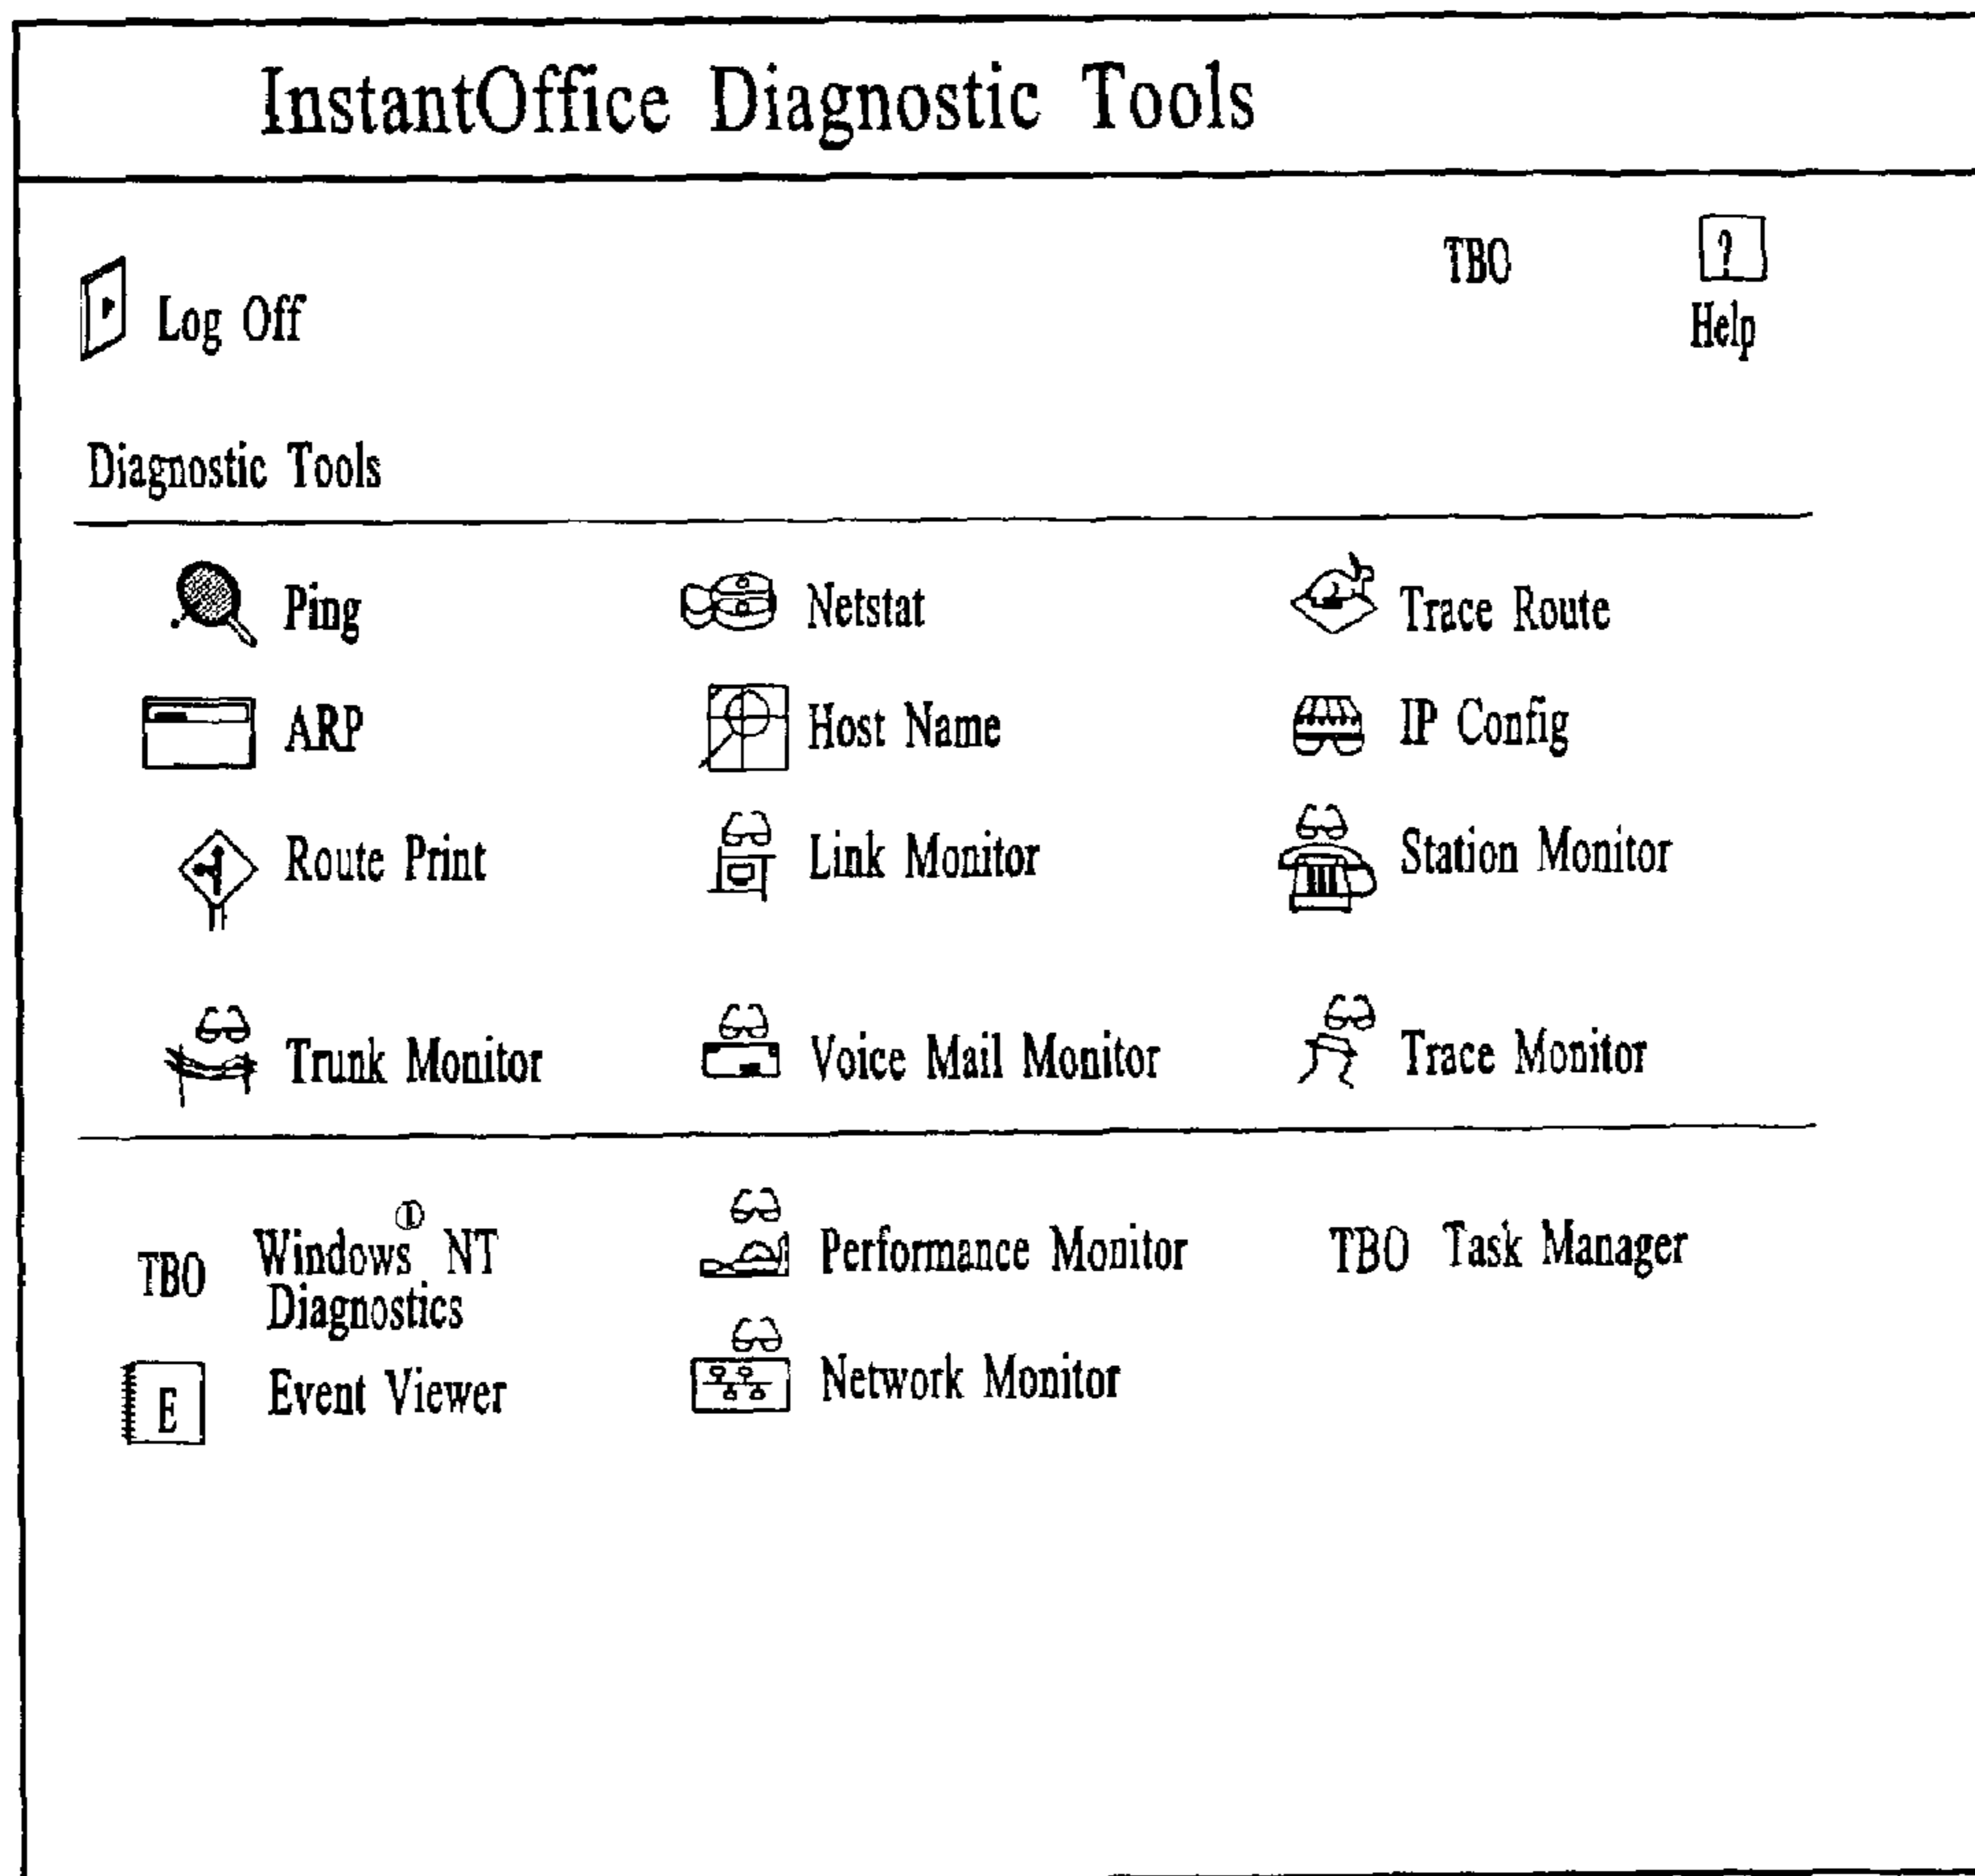 InstantOffice Diagnostic Tools
TBO ?
Log Off Help
Diagnostic Tools
Ping Netstat Trace Route
ARP Host Name IP Config
Route Print Link Monitor Station Monitor
Trunk Monitor Voice Mail Monitor Trace Monitor
TBO Windows NT Performance Monitor TBO Task Manager
Diagnostics
E Event Viewer Network Monitor